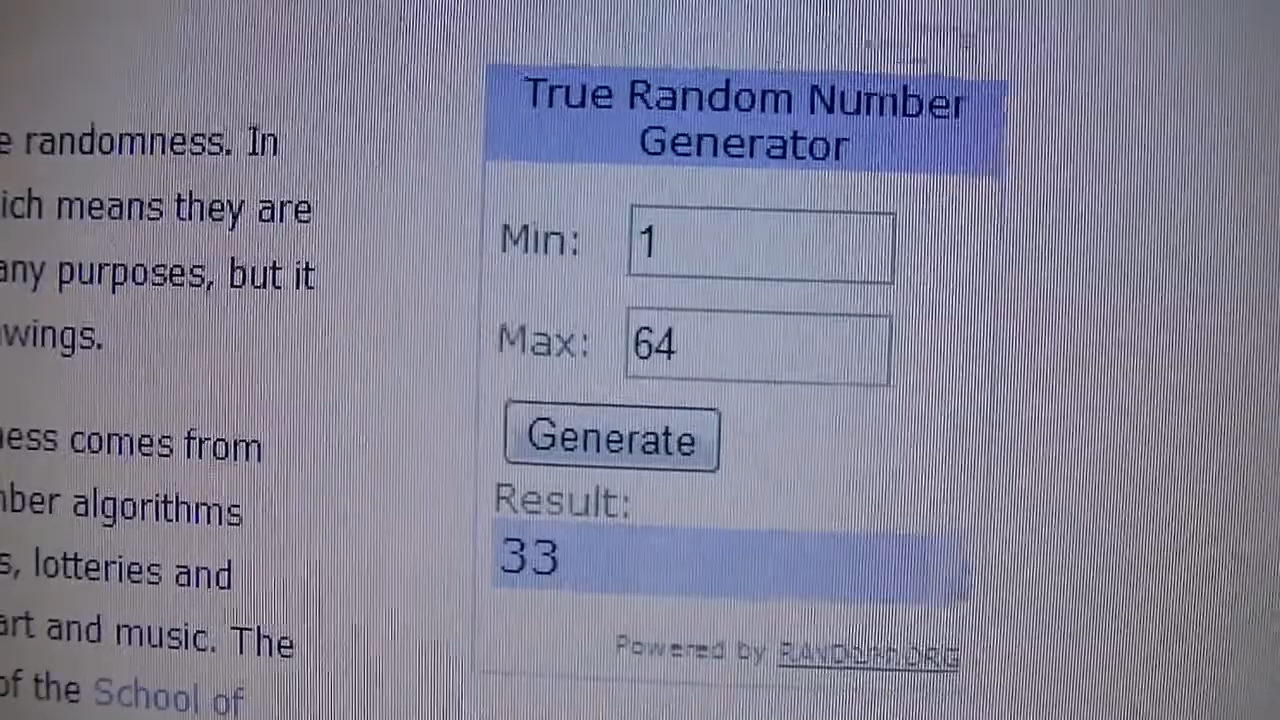 e randomness. In
ich means they are
any purposes, but it
wings.
ess comes from
ber algorithms
s, lotteries and
art and music. The
of the School of
True Random Number
Generator
Min: 1
Max: 64
Generate
Result:
33
Powered by RANDOM.ORG